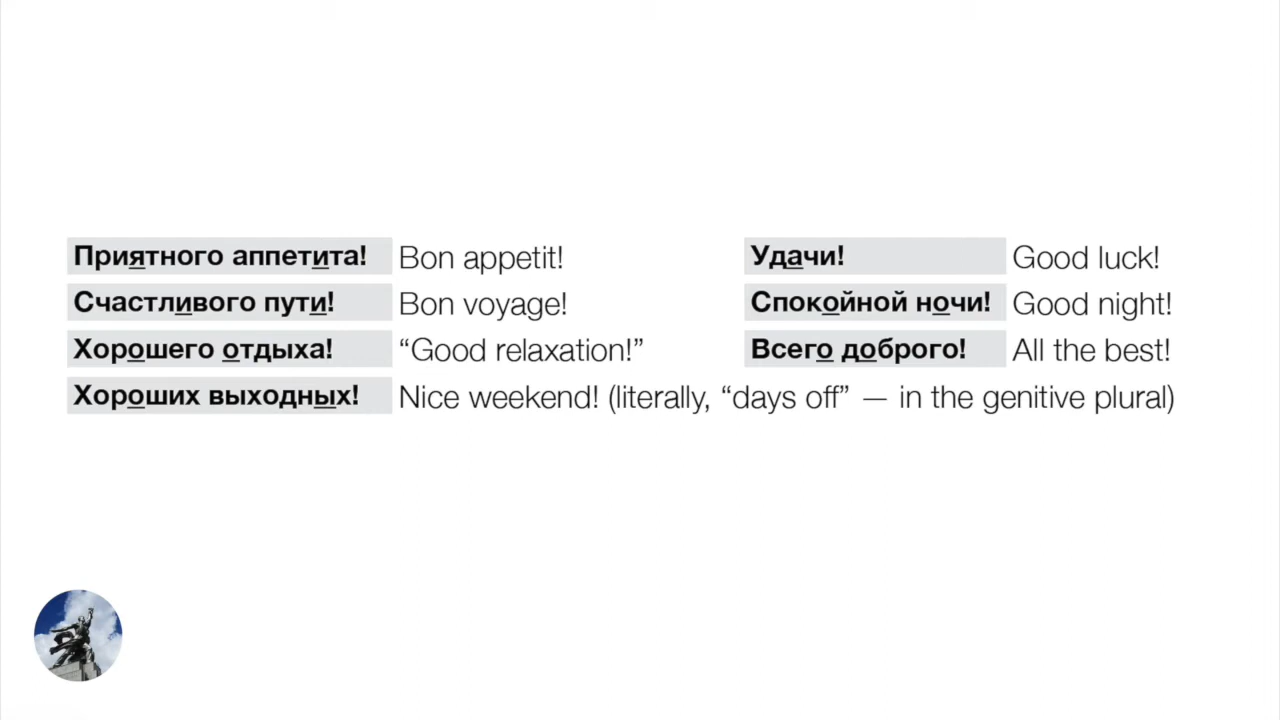 Приятного аппетита! Bon appetit!
Счастливого пути! Bon voyage!
Хорошего отдыха! “Good relaxation!”
Хороших выходных! Nice weekend! (literally, “days off” — in the genitive plural)
Удачи! Good luck!
Спокойной ночи! Good night!
Всего доброго! All the best!